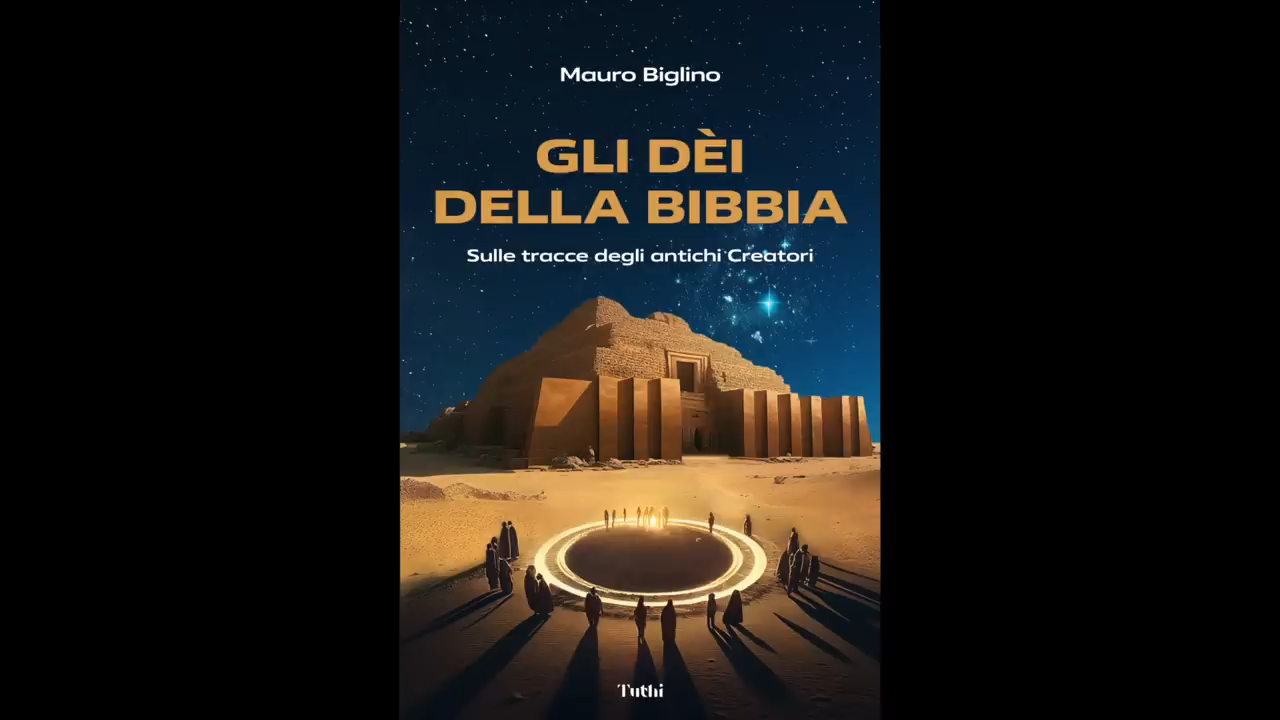 Mauro Biglino
GLI DÈI
DELLA BIBBIA
Sulle tracce degli antichi Creatori
Tuthi